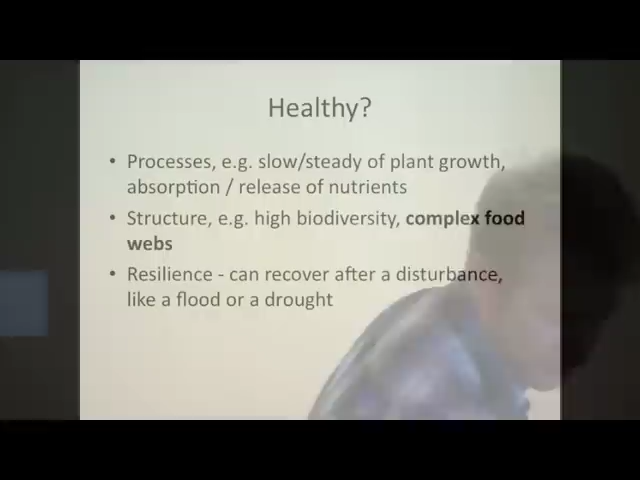 Healthy?
• Processes, e.g. slow/steady of plant growth,
absorption / release of nutrients
• Structure, e.g. high biodiversity, complex food
webs
• Resilience - can recover after a disturbance,
like a flood or a drought